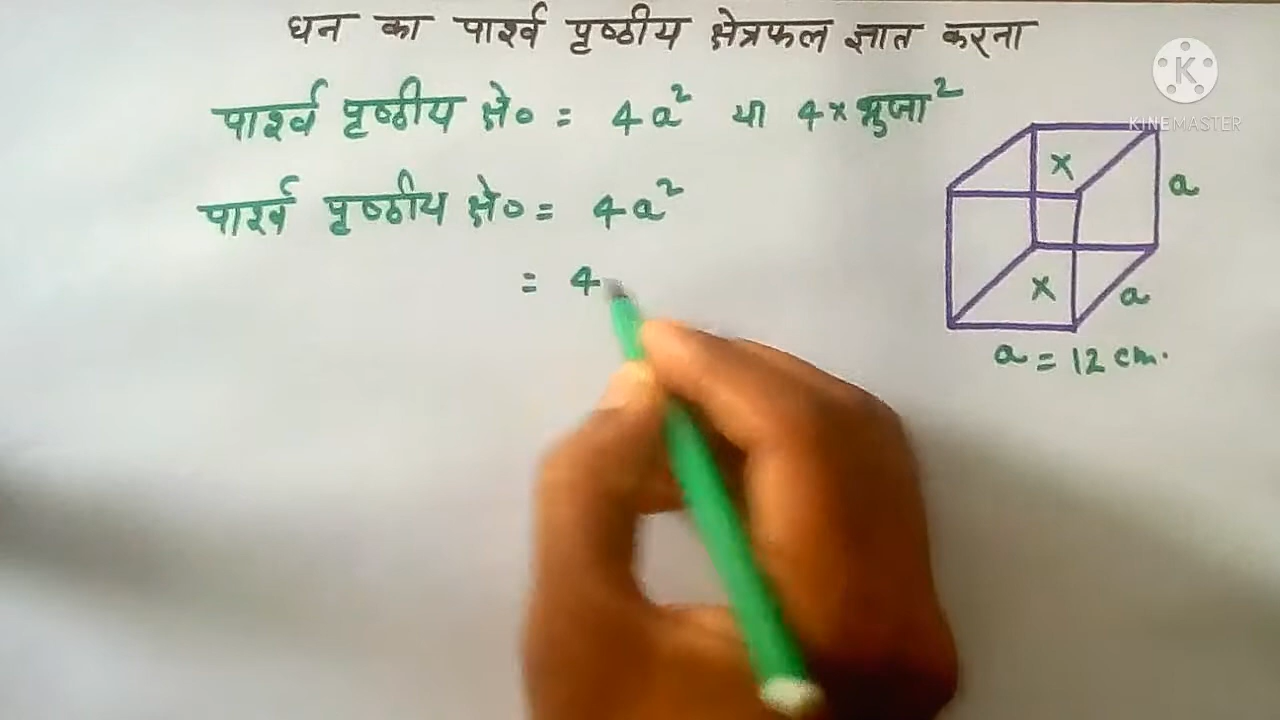 धन का पार्श्व पृष्ठीय क्षेत्रफल ज्ञात करना
पार्श्व पृष्ठीय क्षे० = 4a² या 4×भुजा²
पार्श्व पृष्ठीय क्षे० = 4a²
= 4
K
KINEMASTER
x
a
x
a
a = 12 cm.